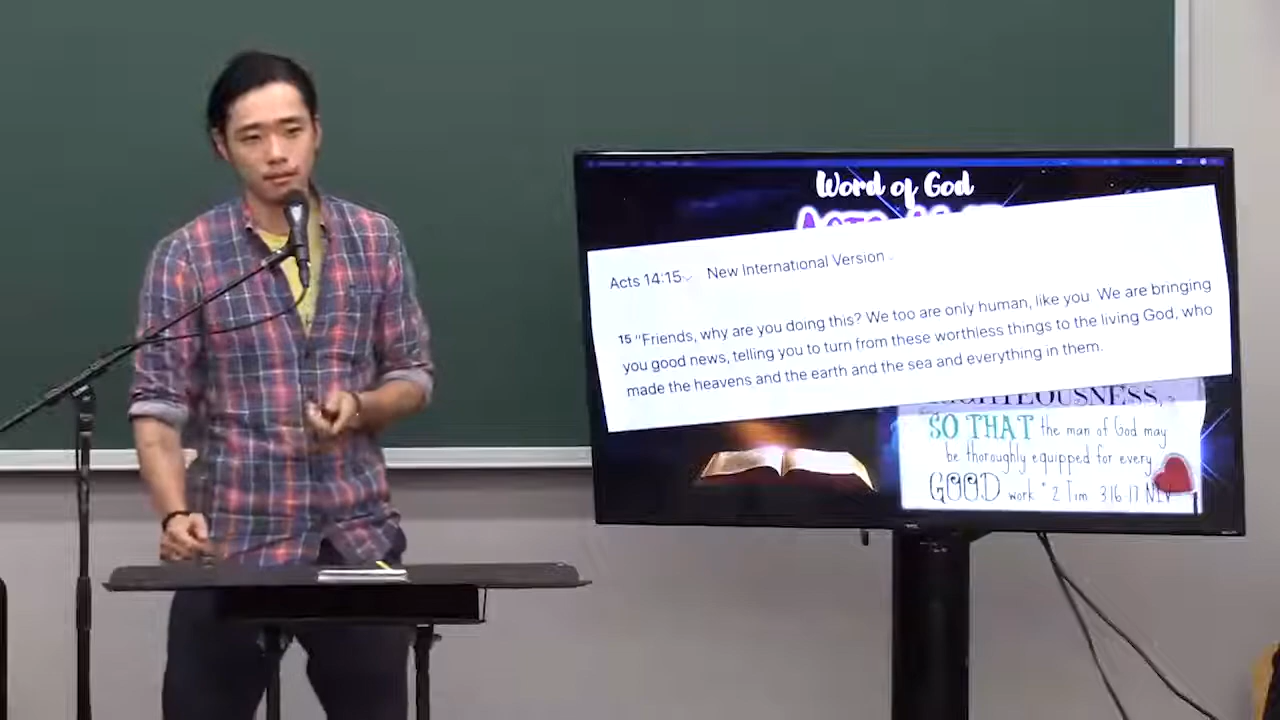 Word of God
Acts 14:15 New International Version
15 "Friends, why are you doing this? We too are only human, like you We are bringing
you good news, telling you to turn from these worthless things to the living God, who
made the heavens and the earth and the sea and everything in them.
SO THAT the man of God may
be thoroughly equipped for every
GOOD work" 2 Tim 3:16-17 NIV